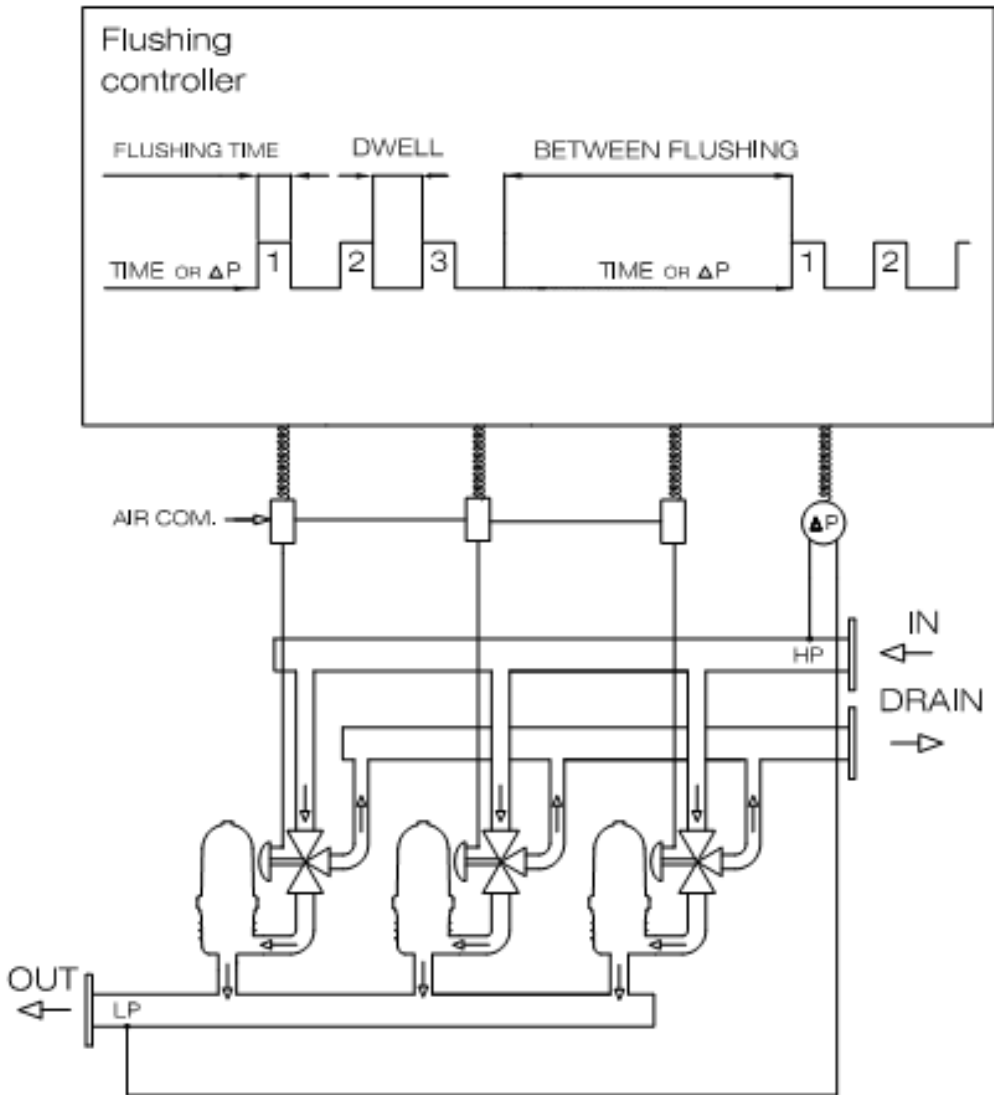 Flushing
controller
FLUSHING TIME
DWELL
BETWEEN FLUSHING
1
2
3
1
2
TIME OR ΔP
TIME OR ΔP
AIR COM.
ΔP
IN
HP
DRAIN
OUT
LP